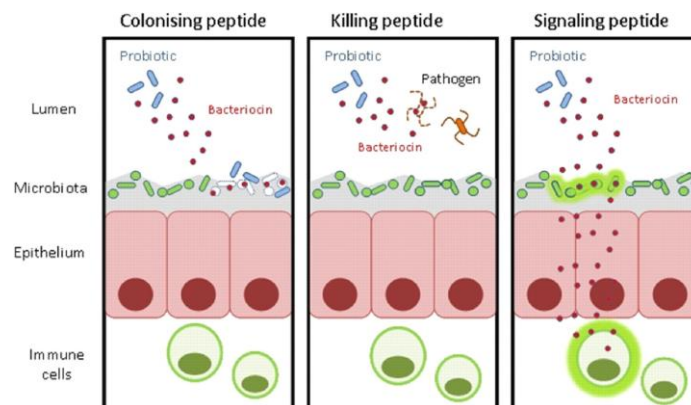 Colonising peptide
Killing peptide
Signaling peptide
Probiotic
Probiotic
Probiotic
Pathogen
Lumen
Bacteriocin
Bacteriocin
Bacteriocin
Microbiota
Epithelium
Immune
cells